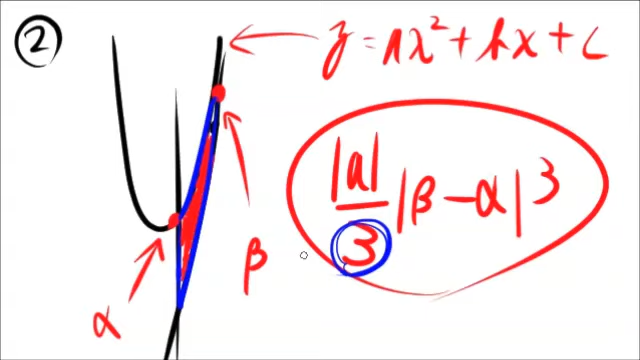 ②
y = ax² + bx + c
|a|/3 |β - α|³
β
α